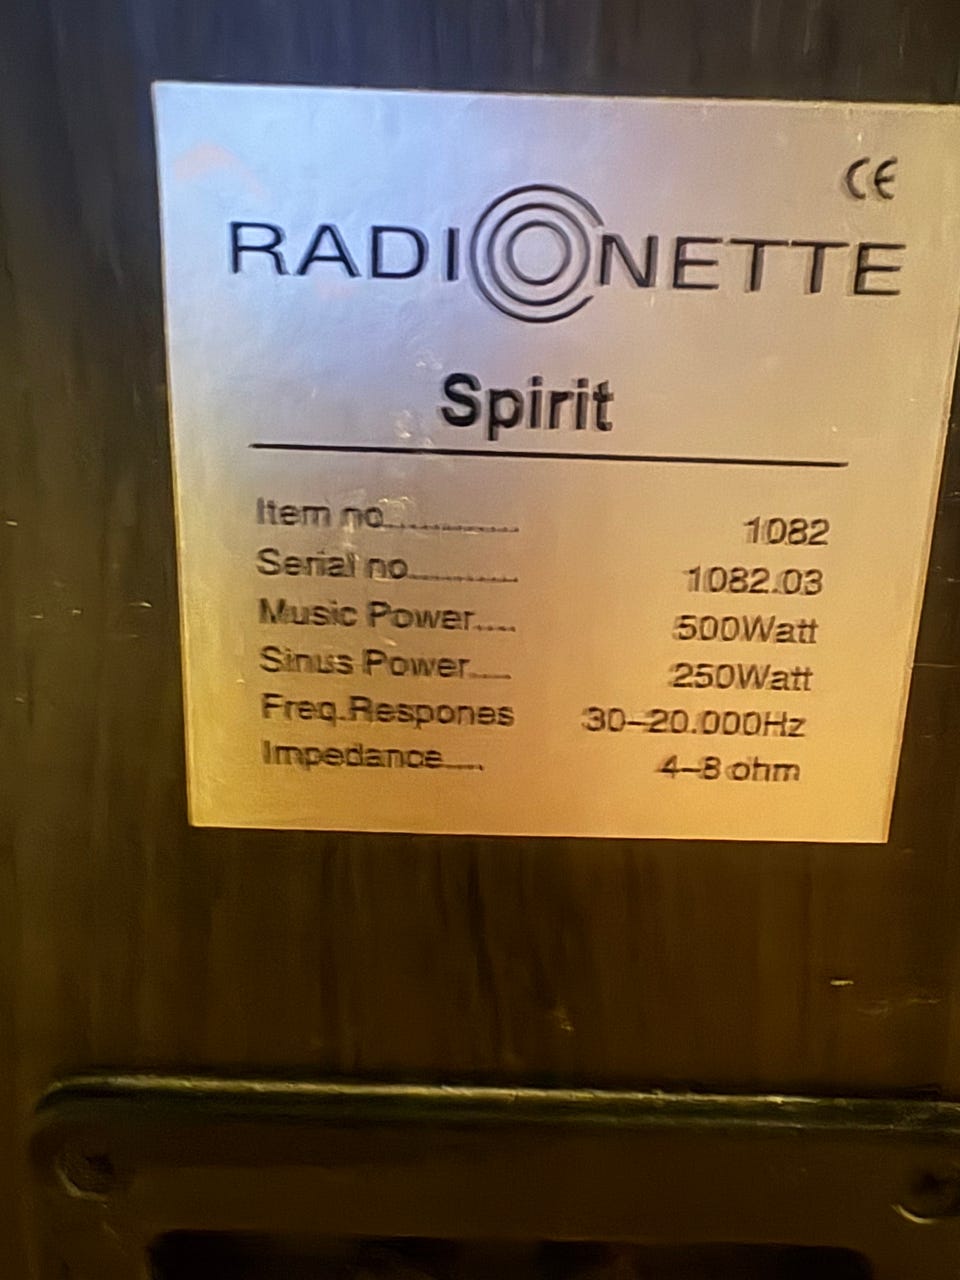 CE
RADIONETTE
Spirit
Item no............... 1082
Serial no............ 1082.03
Music Power.... 500Watt
Sinus Power.... 250Watt
Freq.Respones 30–20.000Hz
Impedance..... 4–8 ohm